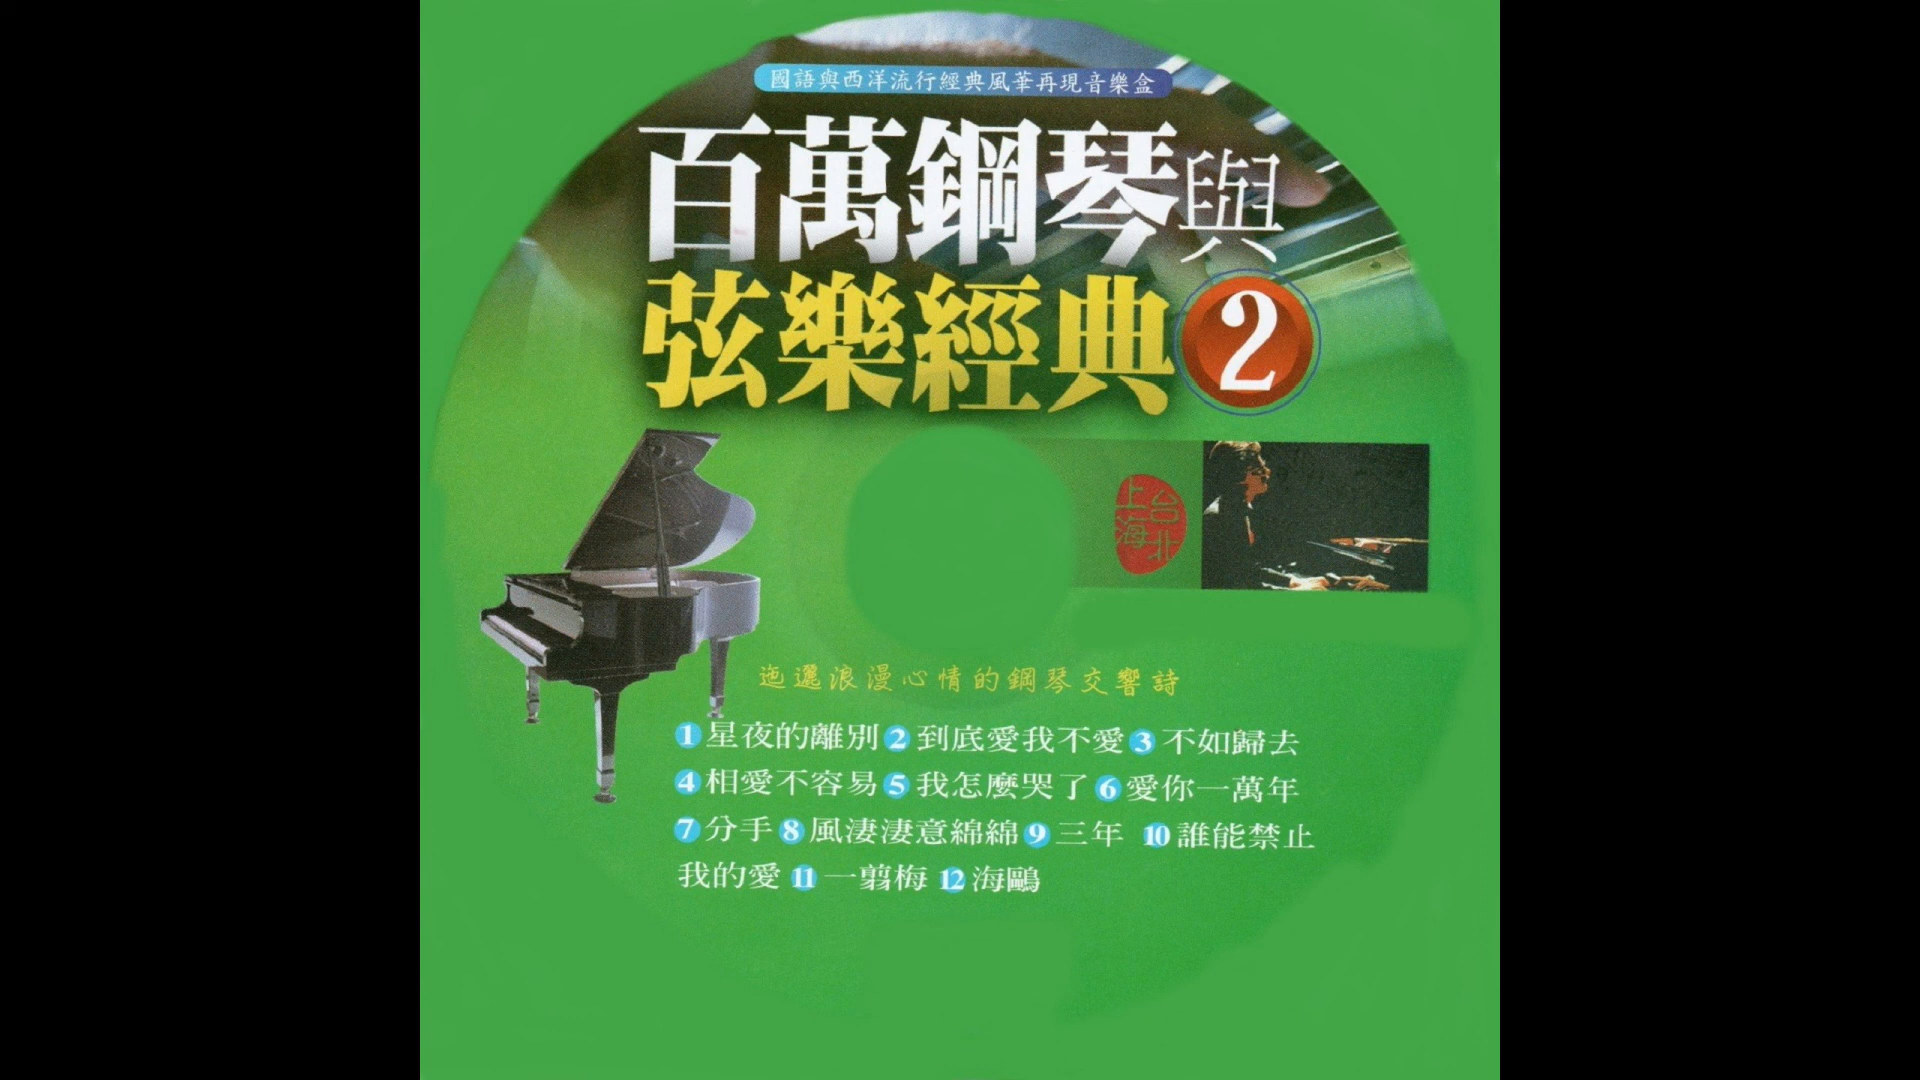 國語與西洋流行經典風華再現音樂盒
百萬鋼琴與
弦樂經典2
上海
台北
迤邐浪漫心情的鋼琴交響詩
1星夜的離別2到底愛我不愛3不如歸去
4相愛不容易5我怎麼哭了6愛你一萬年
7分手8風淒淒意綿綿9三年 10誰能禁止
我的愛 11一翦梅 12海鷗